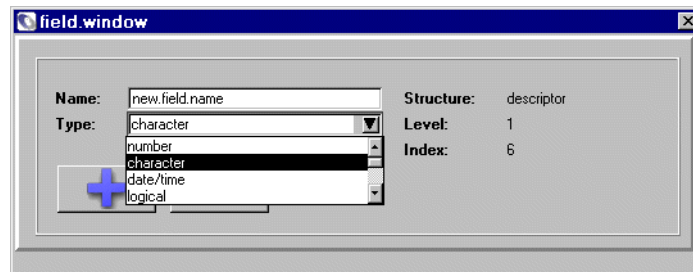 field.window
Name: new.field.name Structure: descriptor
Type: character Level: 1
number Index: 6
character
date/time
logical